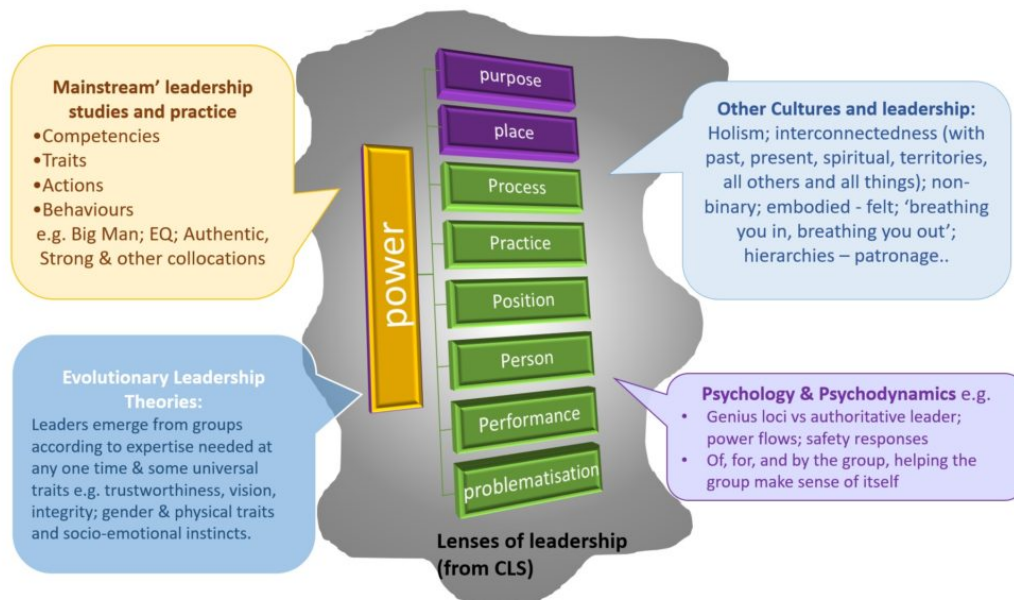 Mainstream’ leadership
studies and practice
•Competencies
•Traits
•Actions
•Behaviours
e.g. Big Man; EQ; Authentic,
Strong & other collocations
Evolutionary Leadership
Theories:
Leaders emerge from groups
according to expertise needed at
any one time & some universal
traits e.g. trustworthiness, vision,
integrity; gender & physical traits
and socio-emotional instincts.
power
purpose
place
Process
Practice
Position
Person
Performance
problematisation
Lenses of leadership
(from CLS)
Other Cultures and leadership:
Holism; interconnectedness (with
past, present, spiritual, territories,
all others and all things); non-
binary; embodied - felt; ‘breathing
you in, breathing you out’;
hierarchies – patronage..
Psychology & Psychodynamics e.g.
• Genius loci vs authoritative leader;
power flows; safety responses
• Of, for, and by the group, helping the
group make sense of itself